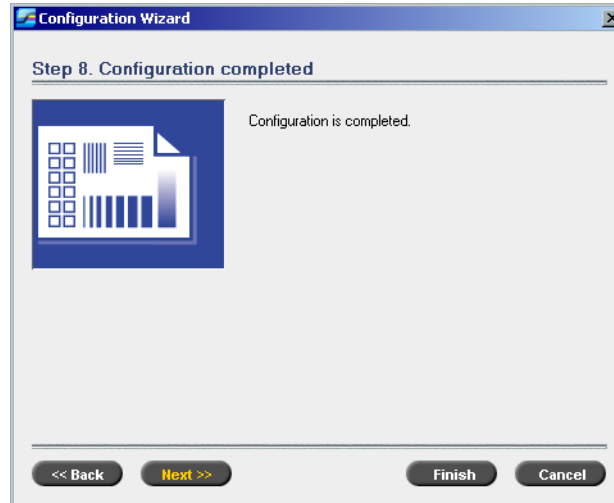 Configuration Wizard
Step 8. Configuration completed
Configuration is completed.
<< Back Next >> Finish Cancel